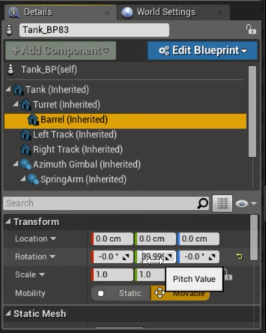 Details
World Settings
Tank_BP83
+Add Component
Edit Blueprint
Tank_BP(self)
Tank (Inherited)
Turret (Inherited)
Barrel (Inherited)
Left Track (Inherited)
Right Track (Inherited)
Azimuth Gimbal (Inherited)
SpringArm (Inherited)
Search
Transform
Location 0.0 cm 0.0 cm 0.0 cm
Rotation -0.0 ° -0.0 °
Scale 1.0 1.0
Pitch Value
Mobility Static Movable
Static Mesh